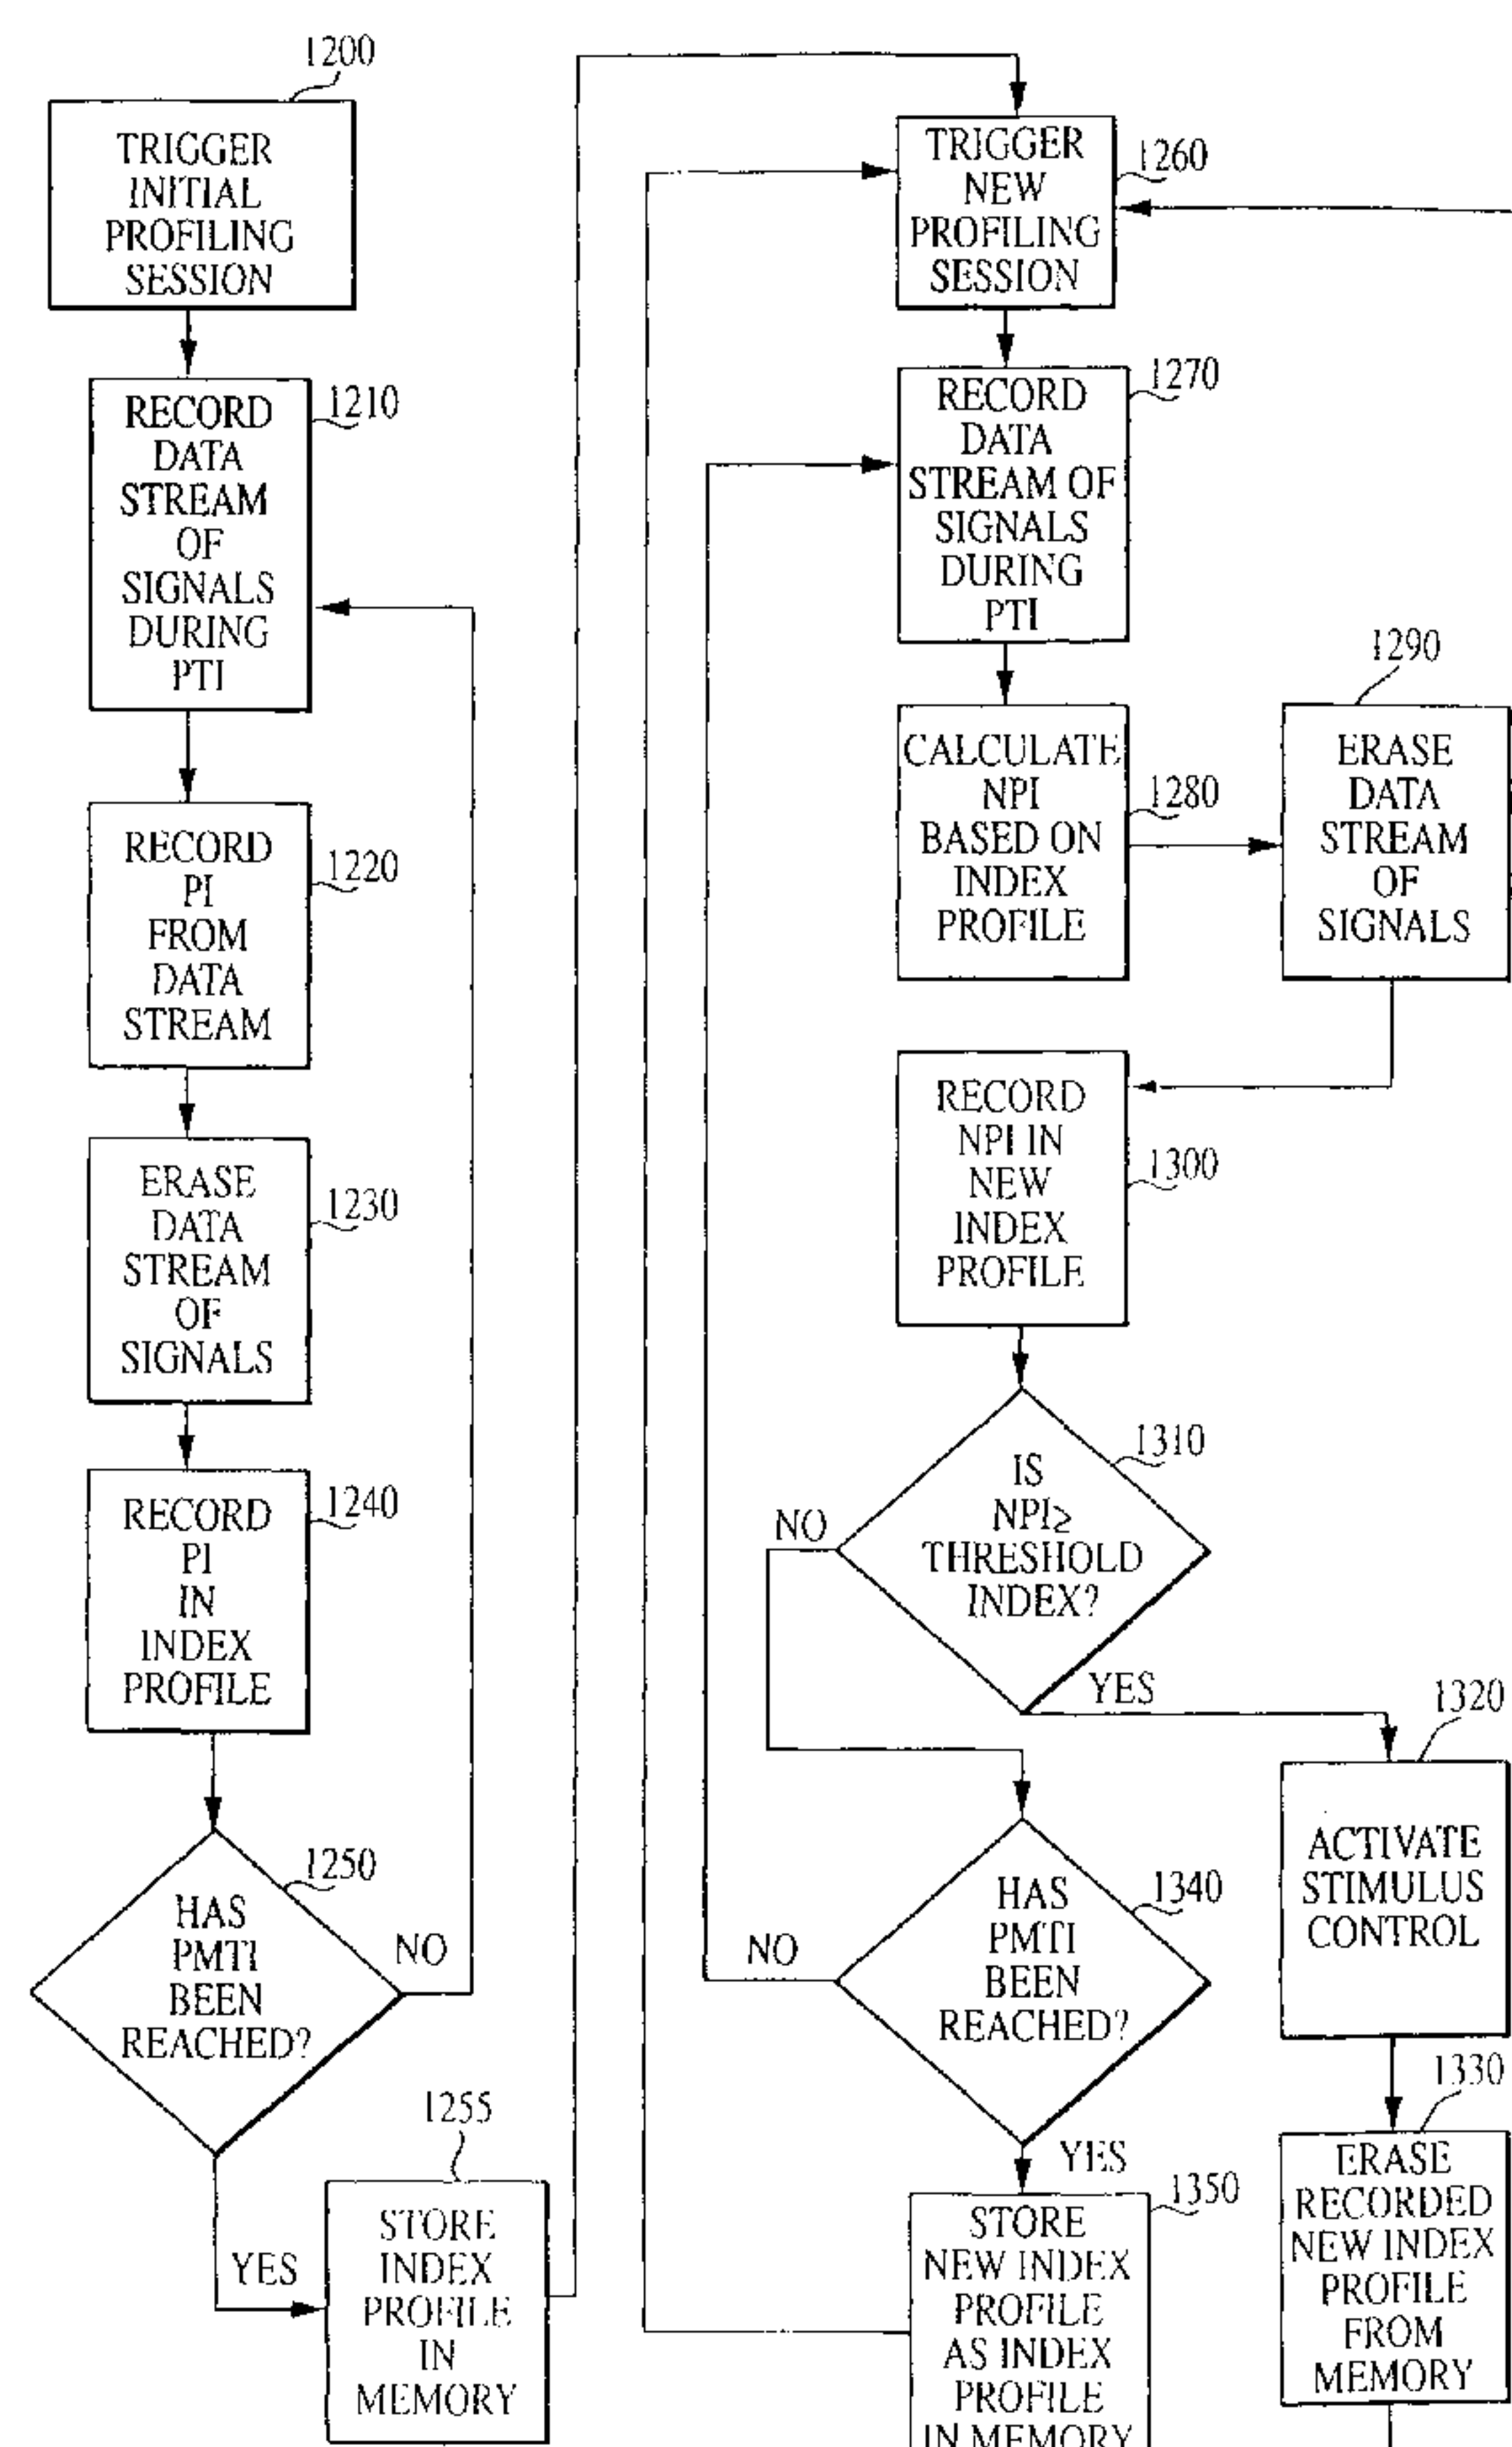 1200
TRIGGER
INITIAL
PROFILING
SESSION
1210
RECORD
DATA
STREAM
OF
SIGNALS
DURING
PTI
1220
RECORD
PI
FROM
DATA
STREAM
1230
ERASE
DATA
STREAM
OF
SIGNALS
1240
RECORD
PI
IN
INDEX
PROFILE
1250
HAS
PMTI
BEEN
REACHED?
NO
YES
1255
STORE
INDEX
PROFILE
IN
MEMORY
1260
TRIGGER
NEW
PROFILING
SESSION
1270
RECORD
DATA
STREAM OF
SIGNALS
DURING
PTI
1280
CALCULATE
NPI
BASED ON
INDEX
PROFILE
1290
ERASE
DATA
STREAM
OF
SIGNALS
1300
RECORD
NPI IN
NEW
INDEX
PROFILE
1310
IS
NPI≥
THRESHOLD
INDEX?
NO
YES
1320
ACTIVATE
STIMULUS
CONTROL
1330
ERASE
RECORDED
NEW INDEX
PROFILE
FROM
MEMORY
1340
HAS
PMTI
BEEN
REACHED?
NO
YES
1350
STORE
NEW INDEX
PROFILE
AS INDEX
PROFILE
IN MEMORY